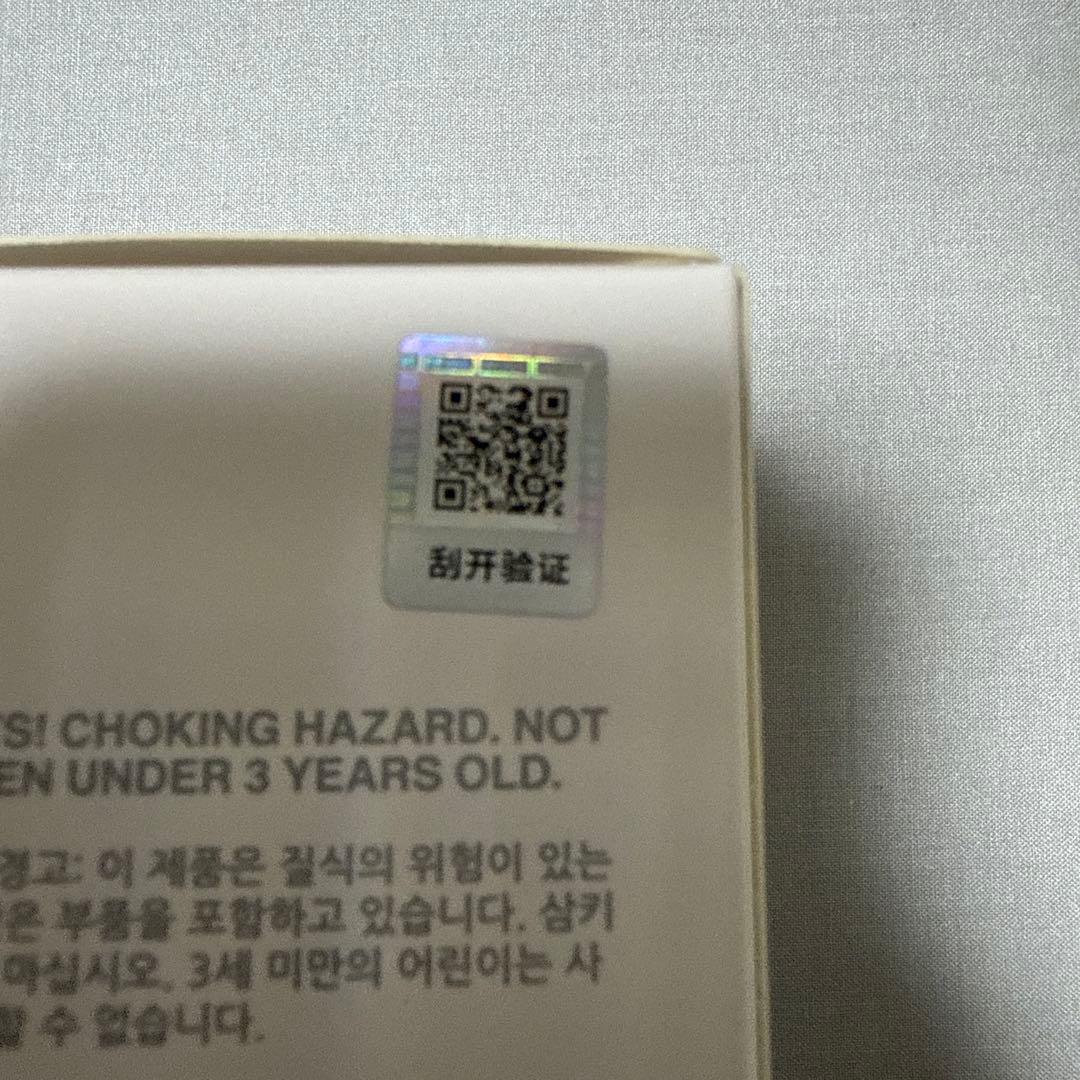 刮开验证
TS! CHOKING HAZARD. NOT
EN UNDER 3 YEARS OLD.
경고: 이 제품은 질식의 위험이 있는
은 부품을 포함하고 있습니다. 삼키
마십시오. 3세 미만의 어린이는 사
할 수 없습니다.